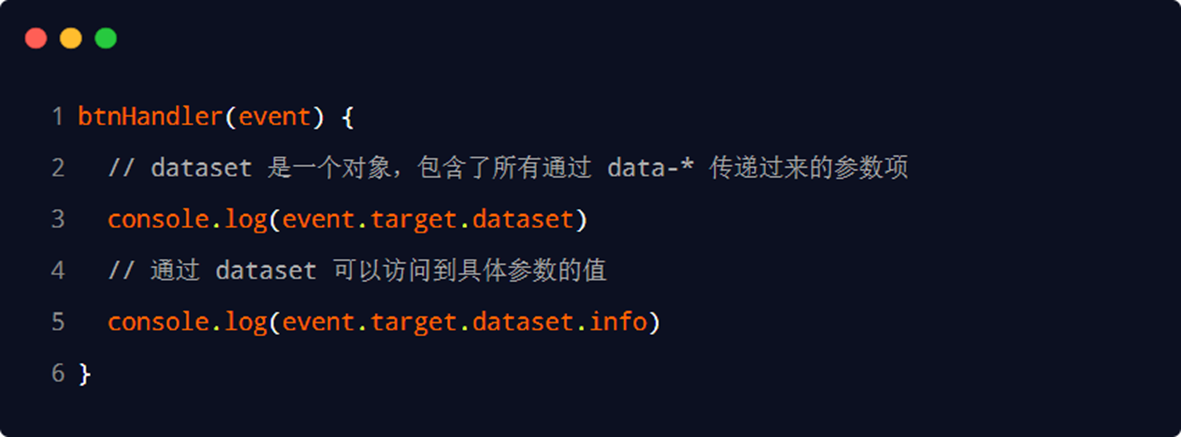 1 btnHandler(event) {
2   // dataset 是一个对象，包含了所有通过 data-* 传递过来的参数项
3   console.log(event.target.dataset)
4   // 通过 dataset 可以访问到具体参数的值
5   console.log(event.target.dataset.info)
6 }